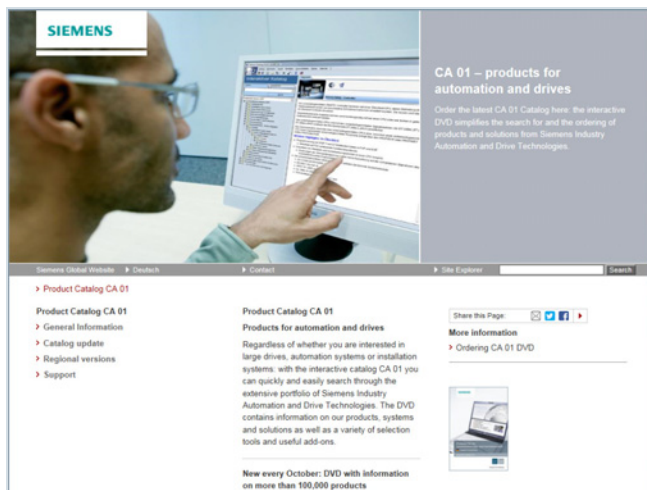 SIEMENS
CA 01 – products for
automation and drives
Order the latest CA 01 Catalog here: the interactive
DVD simplifies the search for and the ordering of
products and solutions from Siemens Industry
Automation and Drive Technologies.
Siemens Global Website Deutsch Contact Site Explorer Search
Product Catalog CA 01
Product Catalog CA 01
General Information
Catalog update
Regional versions
Support
Product Catalog CA 01
Products for automation and drives
Regardless of whether you are interested in
large drives, automation systems or installation
systems: with the interactive catalog CA 01 you
can quickly and easily search through the
extensive portfolio of Siemens Industry
Automation and Drive Technologies. The DVD
contains information on our products, systems
and solutions as well as a variety of selection
tools and useful add-ons.
New every October: DVD with information
on more than 100,000 products
Share this Page:
More information
Ordering CA 01 DVD